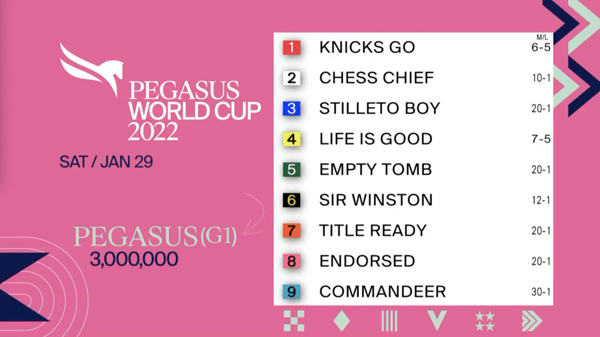 PEGASUS
WORLD CUP
2022
SAT / JAN 29
PEGASUS (G1)
3,000,000
M/L
1 KNICKS GO 6-5
2 CHESS CHIEF 10-1
3 STILLETO BOY 20-1
4 LIFE IS GOOD 7-5
5 EMPTY TOMB 20-1
6 SIR WINSTON 12-1
7 TITLE READY 20-1
8 ENDORSED 20-1
9 COMMANDEER 30-1